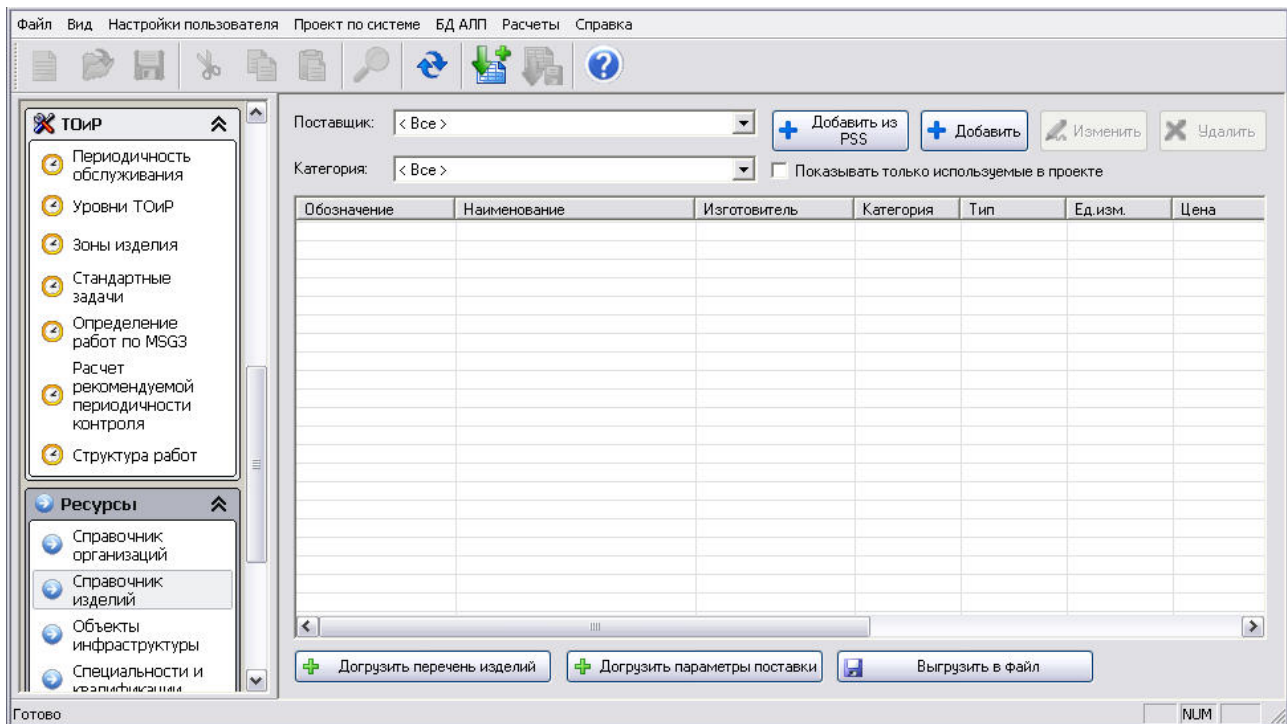 Файл Вид Настройки пользователя Проект по системе БД АЛП Расчеты Справка
ТОиР
Периодичность
обслуживания
Уровни ТОиР
Зоны изделия
Стандартные
задачи
Определение
работ по MSG3
Расчет
рекомендуемой
периодичности
контроля
Структура работ
Ресурсы
Справочник
организаций
Справочник
изделий
Объекты
инфраструктуры
Специальности и
квалификации
Поставщик: < Все >
Добавить из
PSS
Добавить
Изменить
Удалить
Категория: < Все >
Показывать только используемые в проекте
Обозначение Наименование Изготовитель Категория Тип Ед.изм. Цена
Догрузить перечень изделий
Догрузить параметры поставки
Выгрузить в файл
Готово
NUM